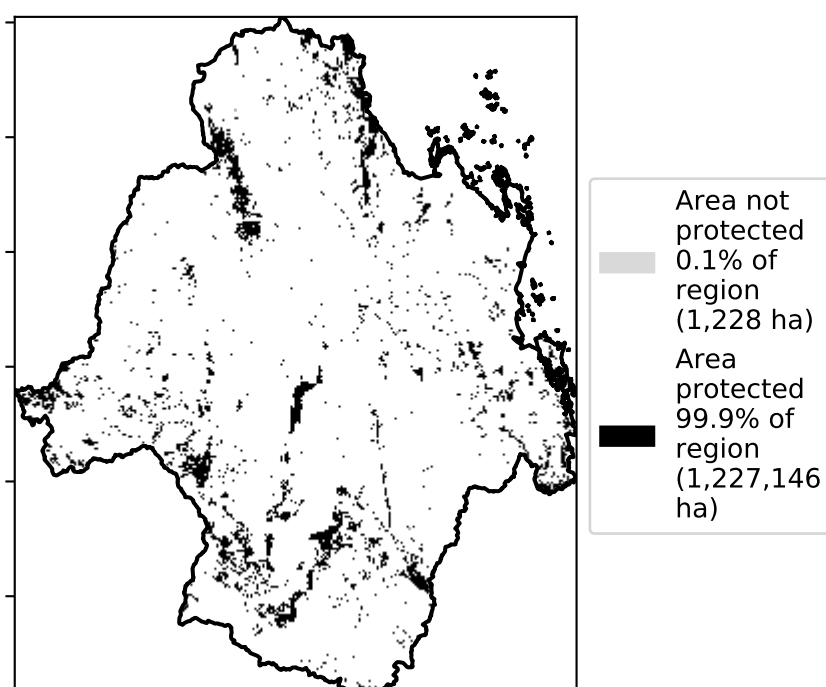 Area not
protected
0.1% of
region
(1,228 ha)
Area
protected
99.9% of
region
(1,227,146
ha)